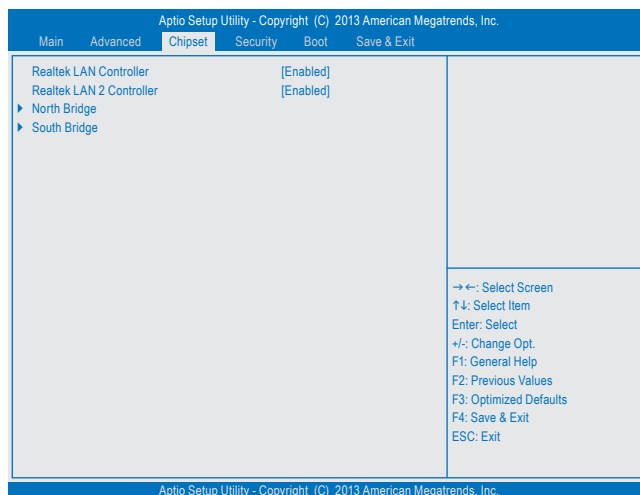 Aptio Setup Utility - Copyright (C) 2013 American Megatrends, Inc.
Main Advanced Chipset Security Boot Save & Exit
Realtek LAN Controller [Enabled]
Realtek LAN 2 Controller [Enabled]
North Bridge
South Bridge
→←: Select Screen
↑↓: Select Item
Enter: Select
+/-: Change Opt.
F1: General Help
F2: Previous Values
F3: Optimized Defaults
F4: Save & Exit
ESC: Exit
Aptio Setup Utility - Copyright (C) 2013 American Megatrends, Inc.